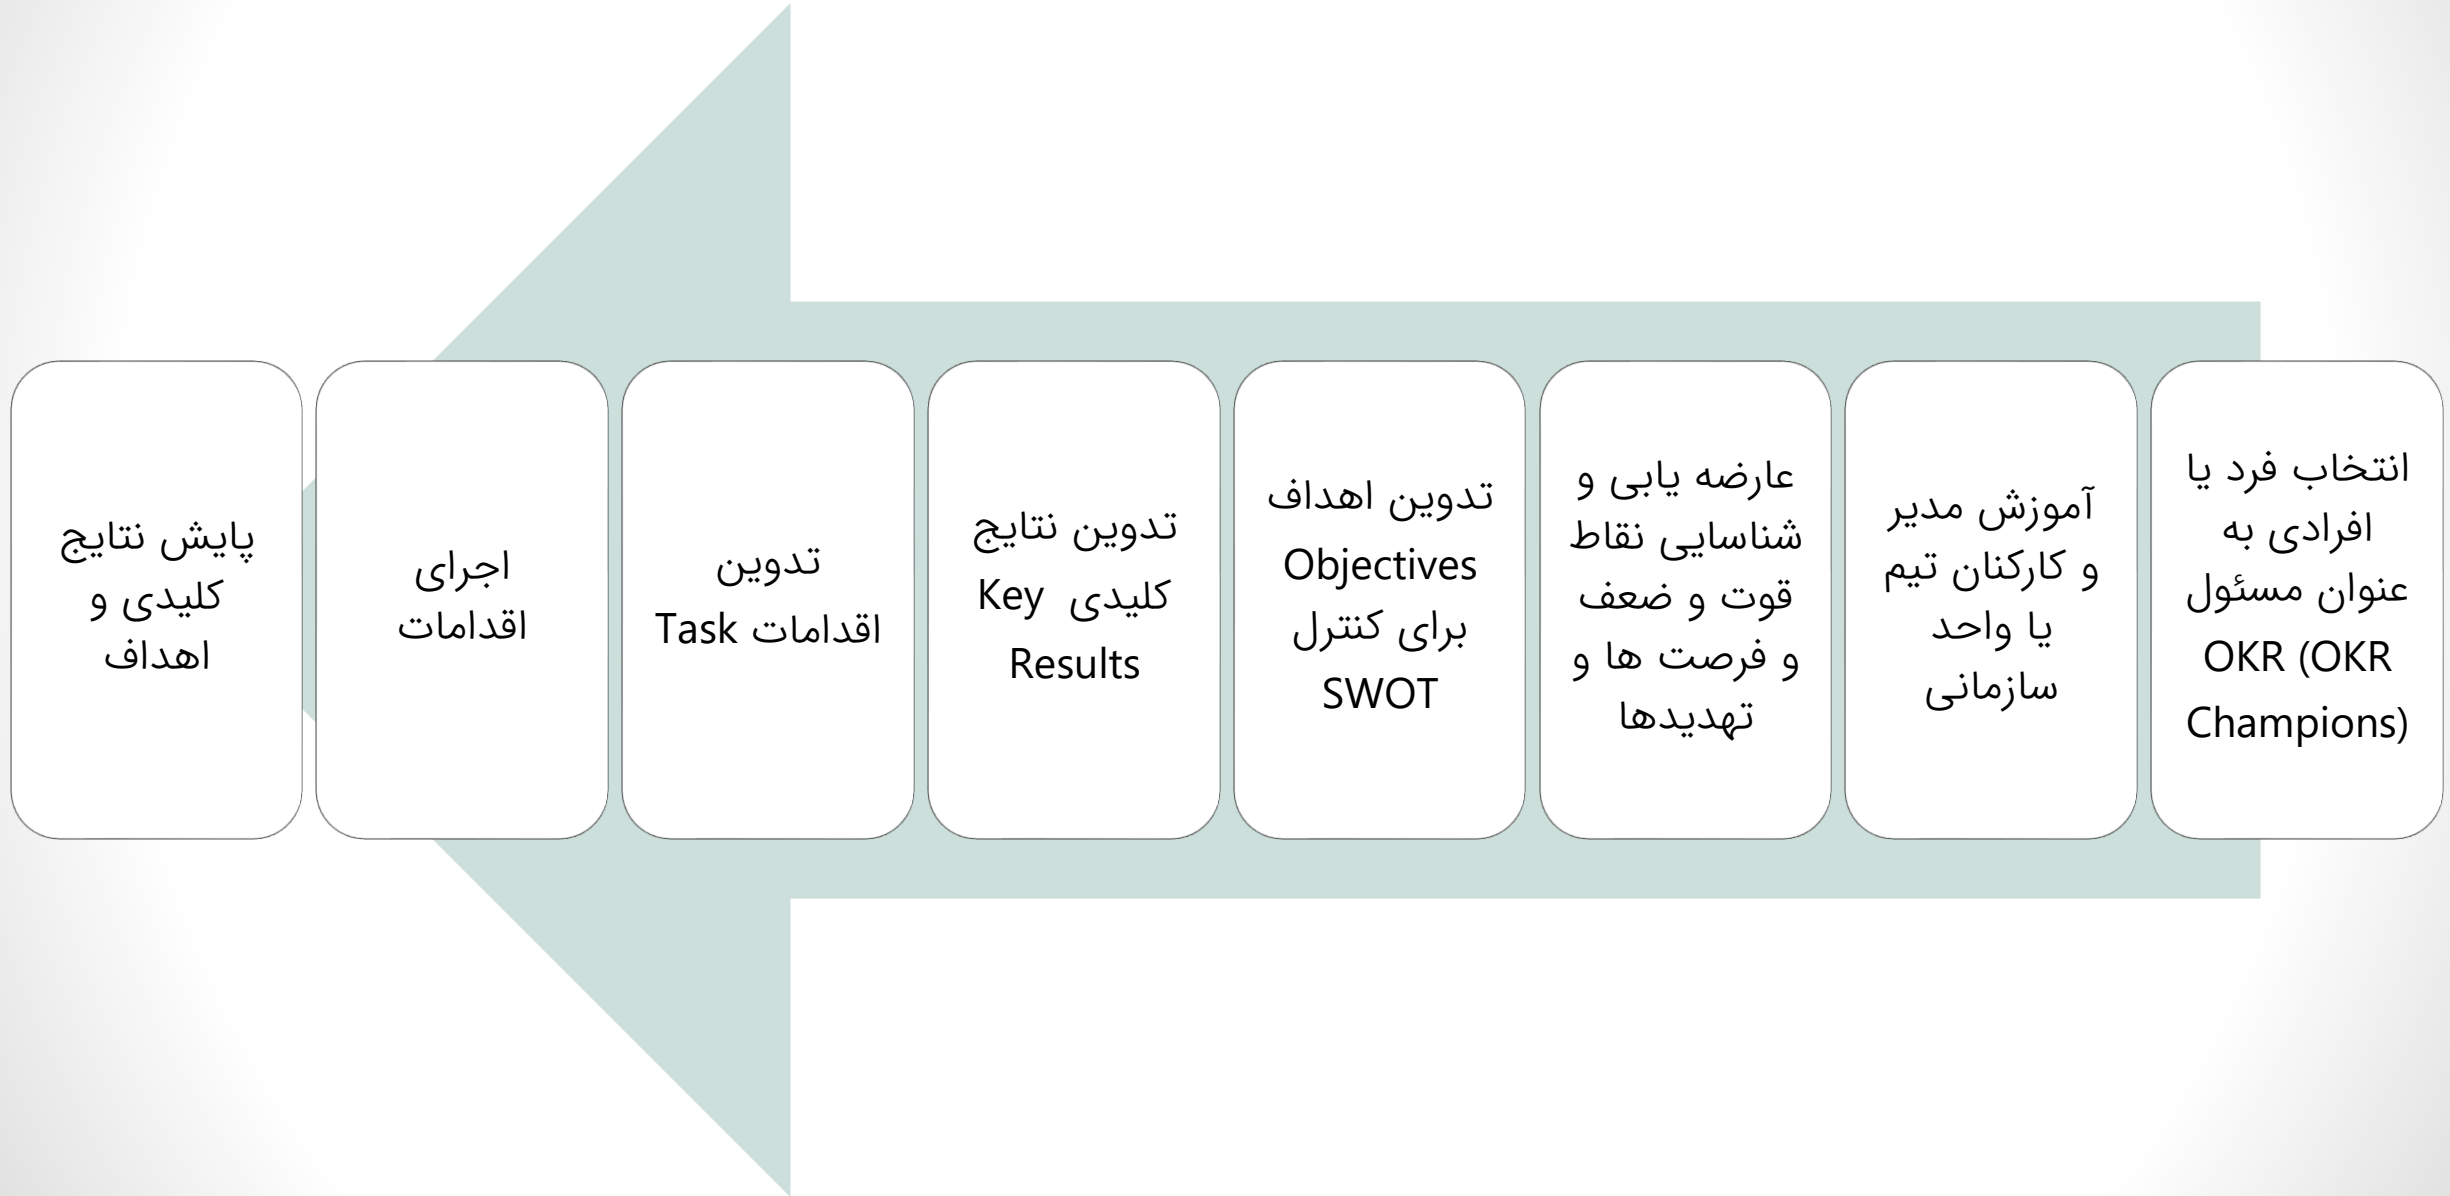 انتخاب فرد یا
افرادی به
عنوان مسئول
OKR (OKR
Champions)
آموزش مدیر
و کارکنان تیم
یا واحد
سازمانی
عارضه یابی و
شناسایی نقاط
قوت و ضعف
و فرصت ها و
تهدیدها
تدوین اهداف
Objectives
برای کنترل
SWOT
تدوین نتایج
کلیدی Key
Results
تدوین
اقدامات Task
اجرای
اقدامات
پایش نتایج
کلیدی و
اهداف